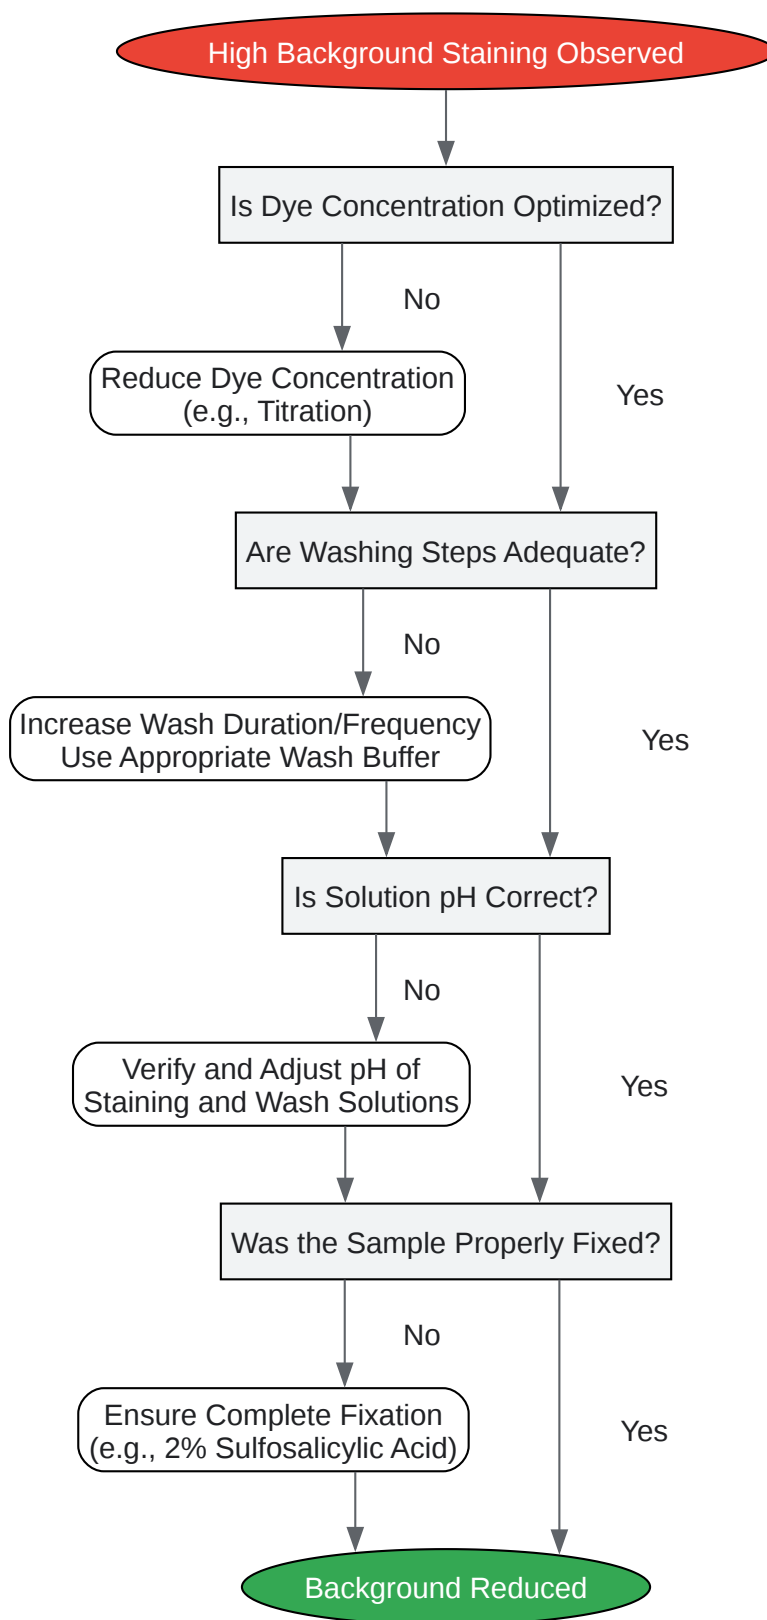 High Background Staining Observed
Is Dye Concentration Optimized?
No
Reduce Dye Concentration
(e.g., Titration)
Yes
Are Washing Steps Adequate?
No
Increase Wash Duration/Frequency
Use Appropriate Wash Buffer
Yes
Is Solution pH Correct?
No
Verify and Adjust pH of
Staining and Wash Solutions
Yes
Was the Sample Properly Fixed?
No
Ensure Complete Fixation
(e.g., 2% Sulfosalicylic Acid)
Yes
Background Reduced